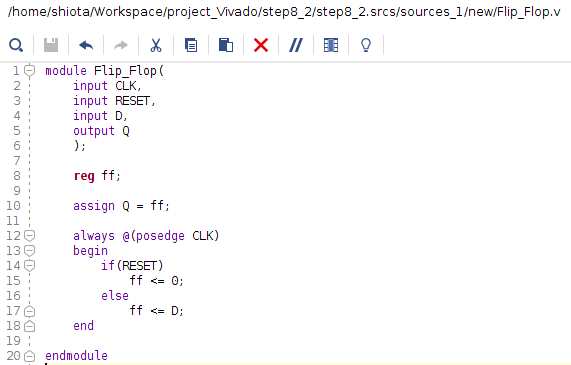 /home/shiota/Workspace/project_Vivado/step8_2/step8_2.srcs/sources_1/new/Flip_Flop.v
1 module Flip_Flop(
2     input CLK,
3     input RESET,
4     input D,
5     output Q
6     );
7
8     reg ff;
9
10     assign Q = ff;
11
12     always @(posedge CLK)
13     begin
14         if(RESET)
15             ff <= 0;
16         else
17             ff <= D;
18     end
19
20 endmodule